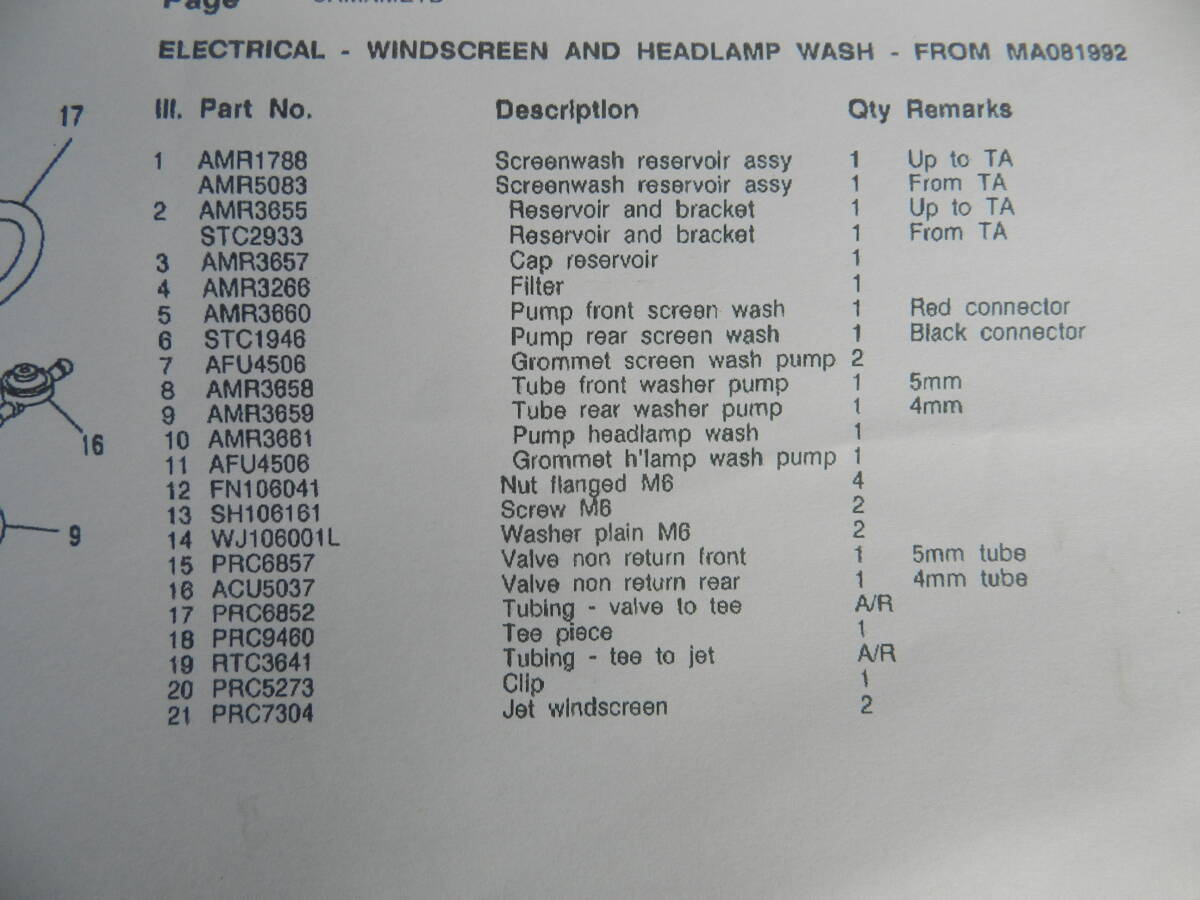 Page
ELECTRICAL - WINDSCREEN AND HEADLAMP WASH - FROM MA081992
17
Ill. Part No. Description Qty Remarks
1 AMR1788 Screenwash reservoir assy 1 Up to TA
AMR5083 Screenwash reservoir assy 1 From TA
2 AMR3655 Reservoir and bracket 1 Up to TA
STC2933 Reservoir and bracket 1 From TA
3 AMR3657 Cap reservoir 1
4 AMR3266 Filter 1
5 AMR3660 Pump front screen wash 1 Red connector
6 STC1946 Pump rear screen wash 1 Black connector
7 AFU4506 Grommet screen wash pump 2
8 AMR3658 Tube front washer pump 1 5mm
9 AMR3659 Tube rear washer pump 1 4mm
16
10 AMR3661 Pump headlamp wash 1
11 AFU4506 Grommet h'lamp wash pump 1
12 FN106041 Nut flanged M6 4
13 SH106161 Screw M6 2
9
14 WJ106001L Washer plain M6 2
15 PRC6857 Valve non return front 1 5mm tube
16 ACU5037 Valve non return rear 1 4mm tube
17 PRC6852 Tubing - valve to tee A/R
18 PRC9460 Tee piece 1
19 RTC3641 Tubing - tee to jet A/R
20 PRC5273 Clip 1
21 PRC7304 Jet windscreen 2